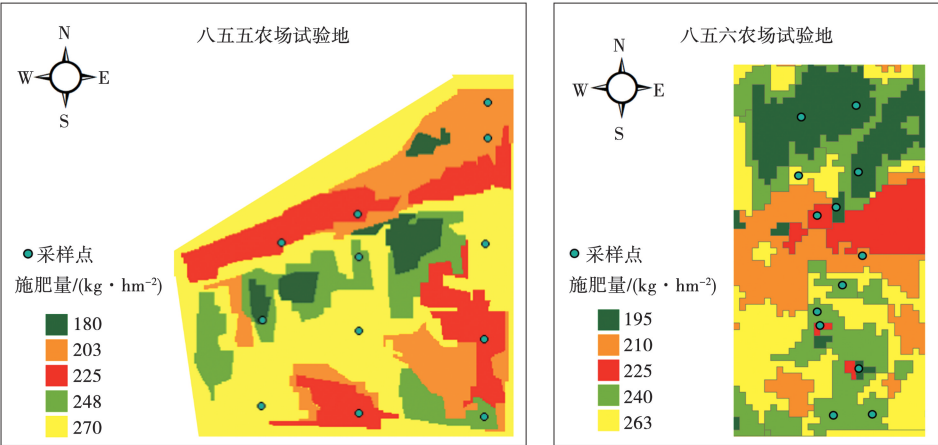 八五五农场试验地
N
W
E
S
采样点
施肥量/(kg·hm⁻²)
180
203
225
248
270
八五六农场试验地
N
W
E
S
采样点
施肥量/(kg·hm⁻²)
195
210
225
240
263